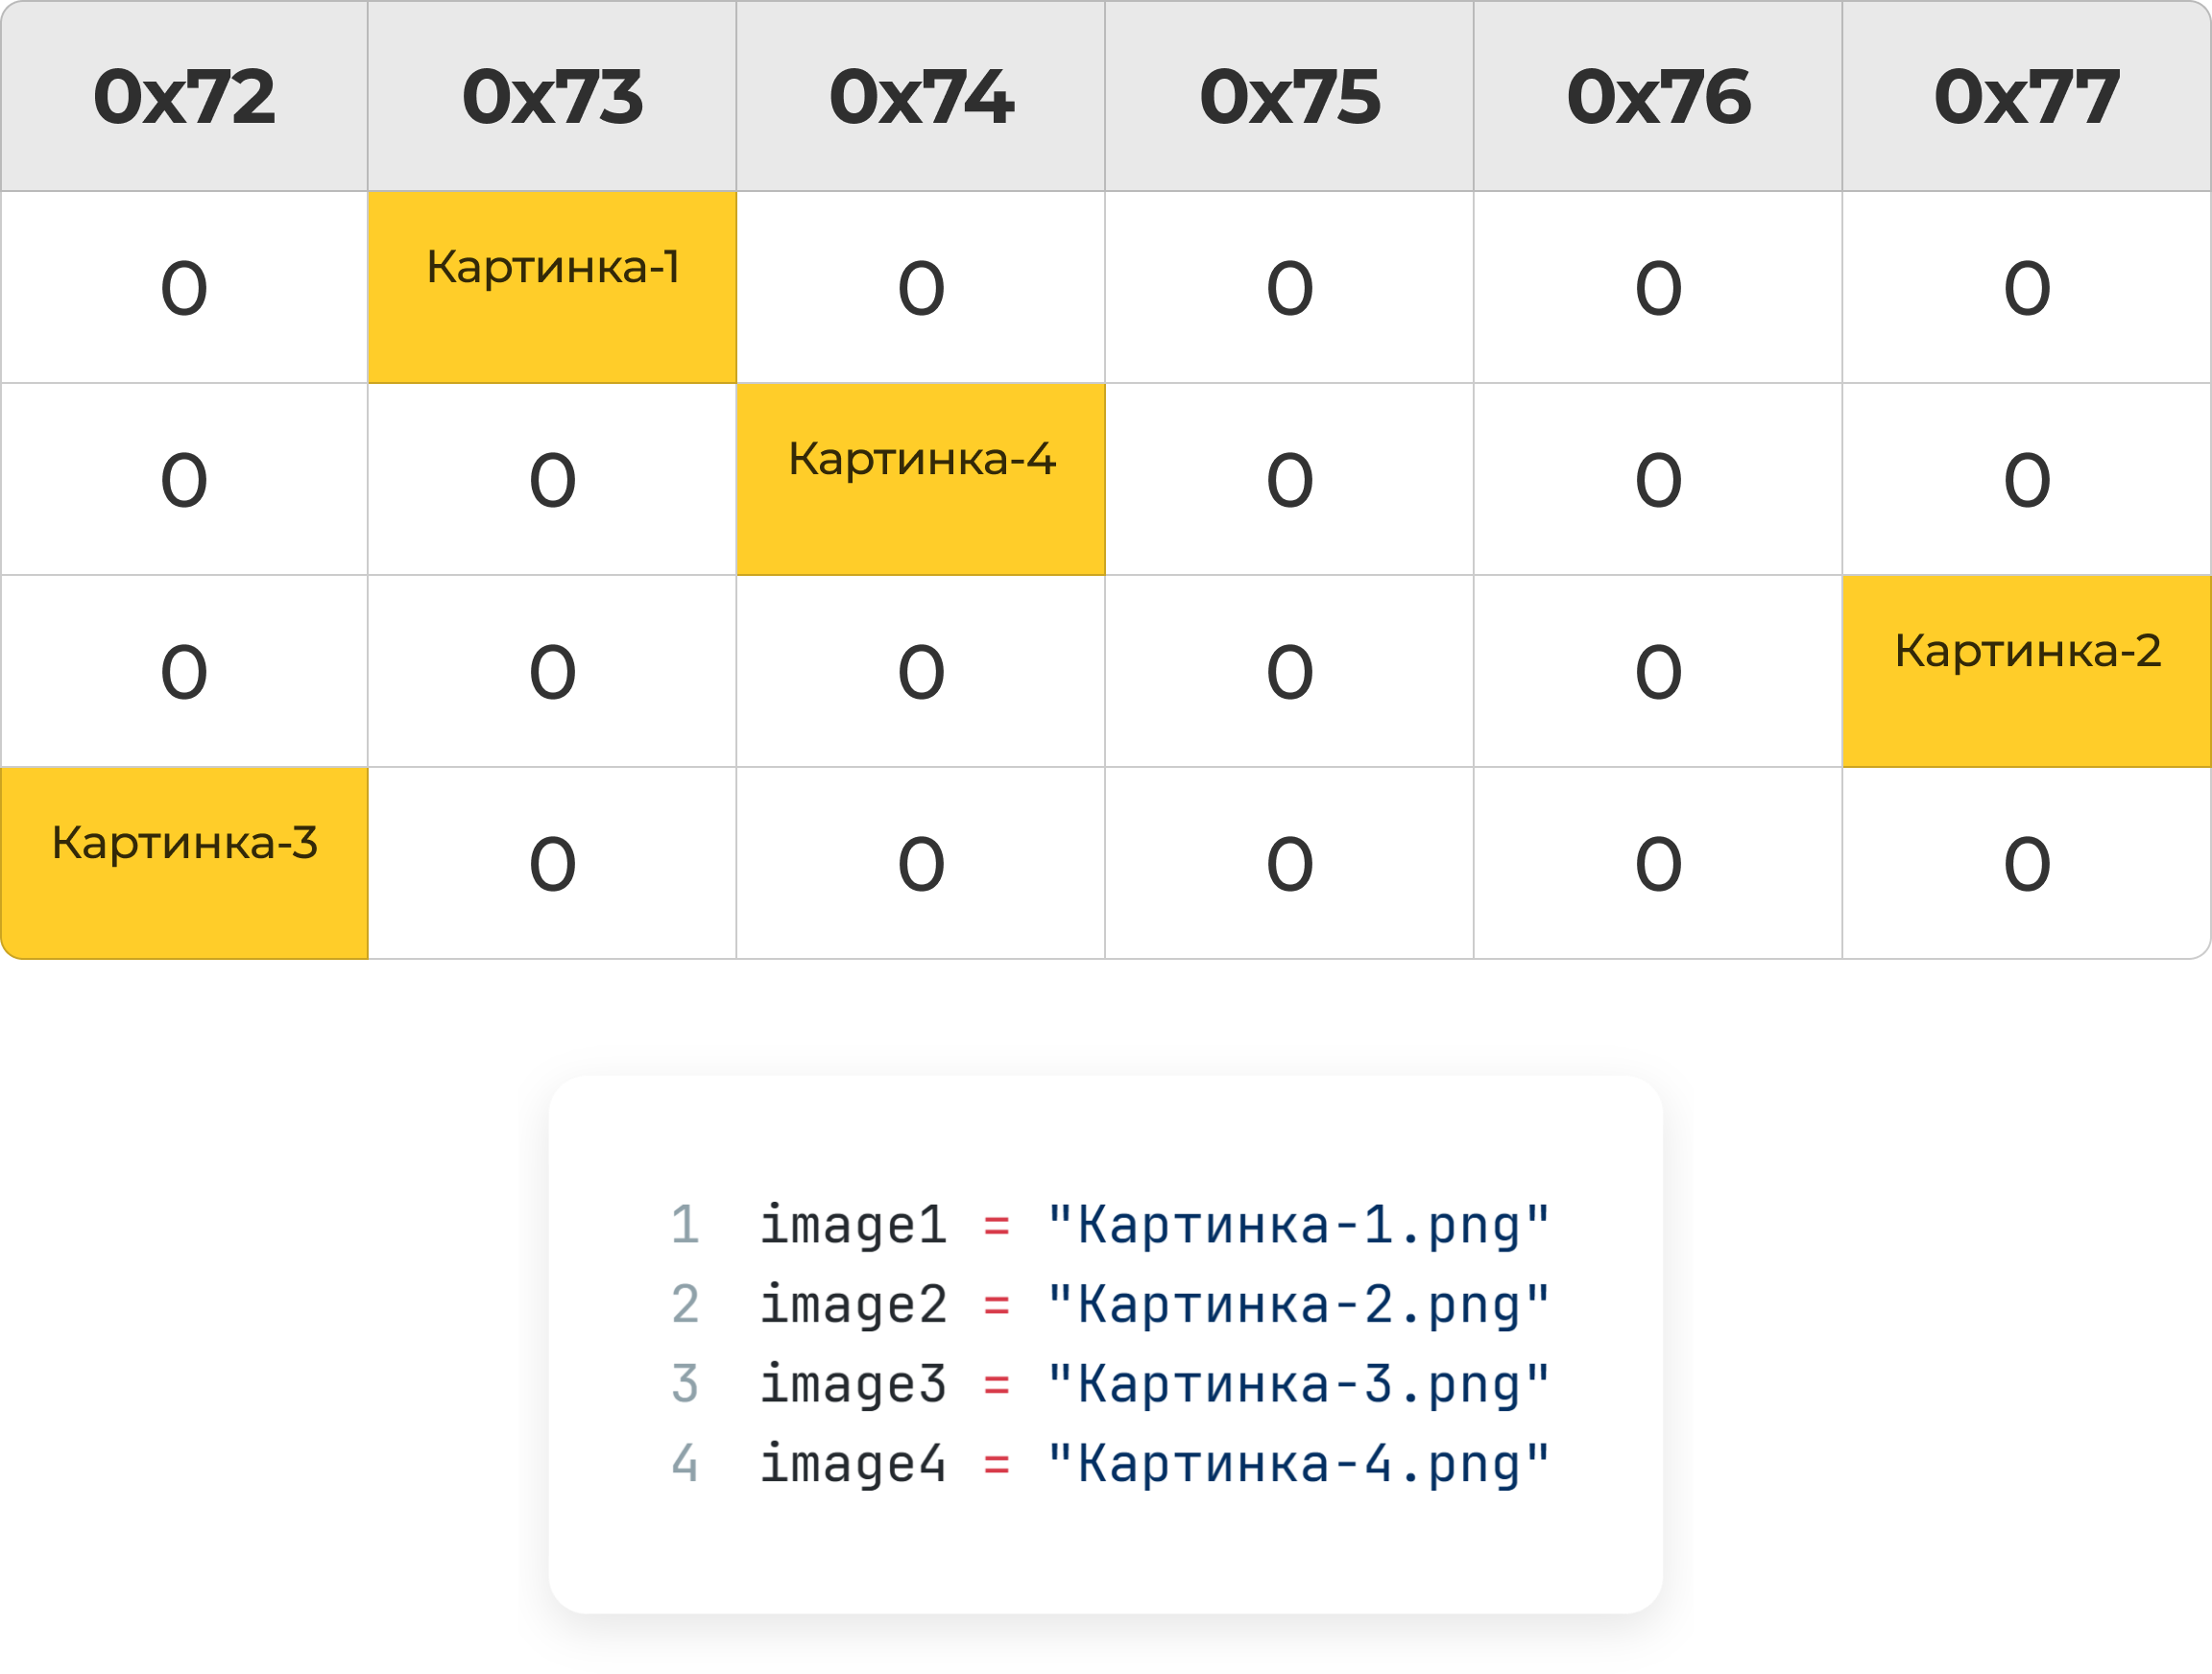 0x72 0x73 0x74 0x75 0x76 0x77
0 Картинка-1 0 0 0 0
0 0 Картинка-4 0 0 0
0 0 0 0 0 Картинка-2
Картинка-3 0 0 0 0 0
1 image1 = "Картинка-1.png"
2 image2 = "Картинка-2.png"
3 image3 = "Картинка-3.png"
4 image4 = "Картинка-4.png"